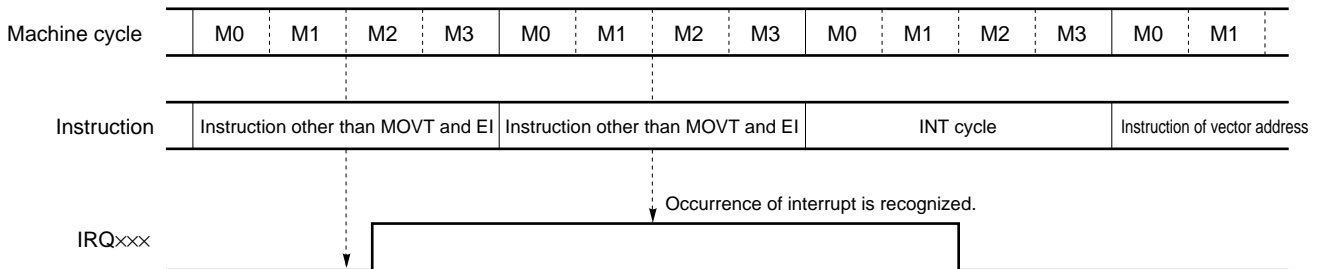 Machine cycle M0 M1 M2 M3 M0 M1 M2 M3 M0 M1 M2 M3 M0 M1
Instruction Instruction other than MOVT and EI Instruction other than MOVT and EI INT cycle Instruction of vector address
Occurrence of interrupt is recognized.
IRQ×××